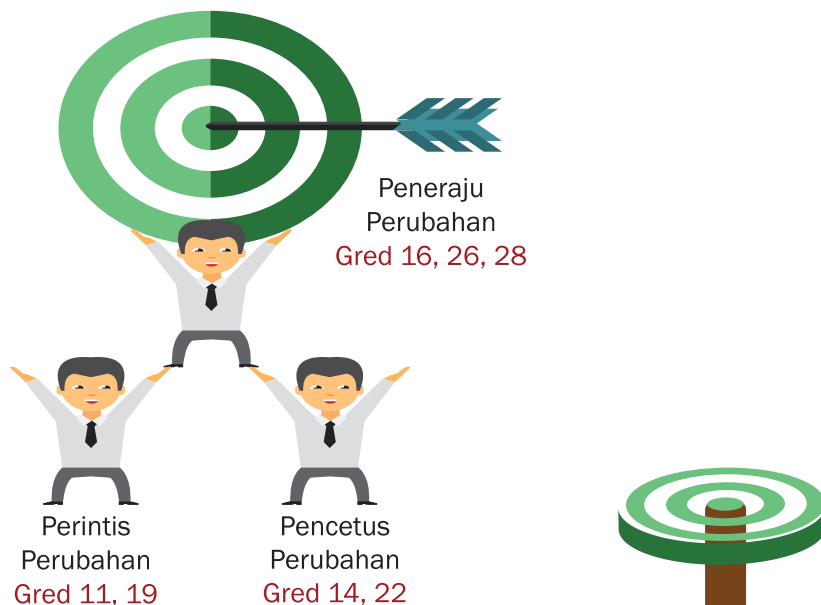 Peneraju
Perubahan
Gred 16, 26, 28
Perintis
Perubahan
Gred 11, 19
Pencetus
Perubahan
Gred 14, 22